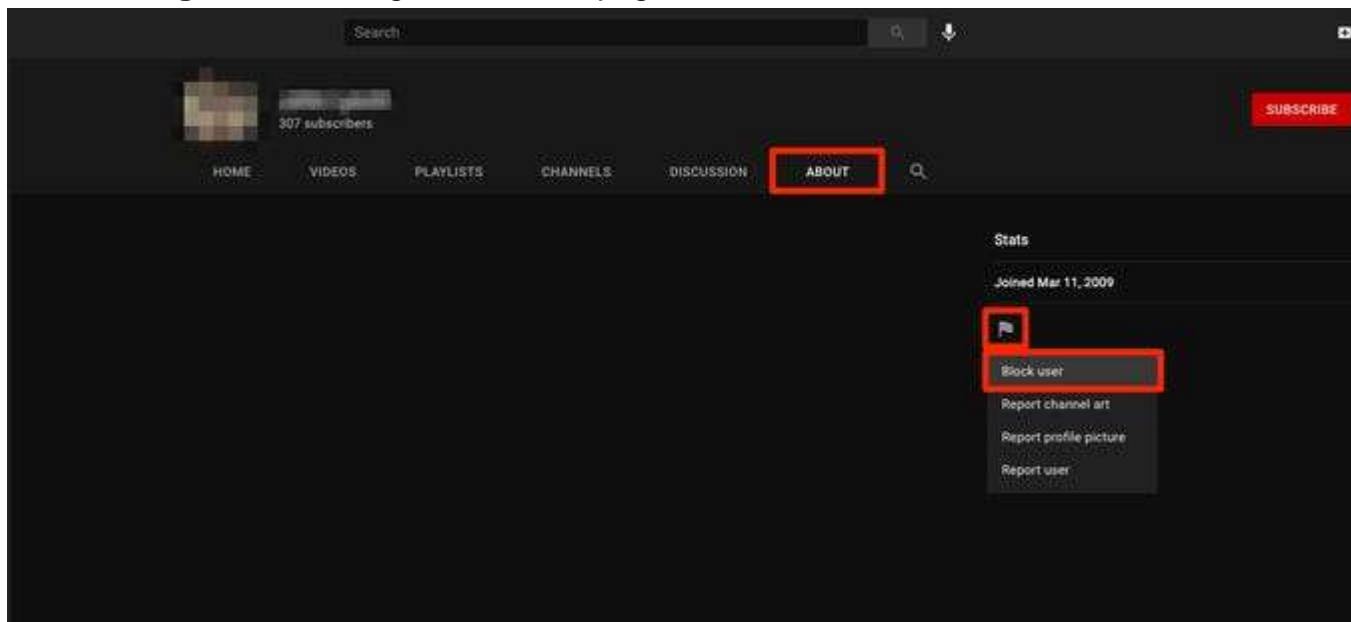 Search
307 subscribers
SUBSCRIBE
HOME VIDEOS PLAYLISTS CHANNELS DISCUSSION ABOUT
Stats
Joined Mar 11, 2009
Block user
Report channel art
Report profile picture
Report user